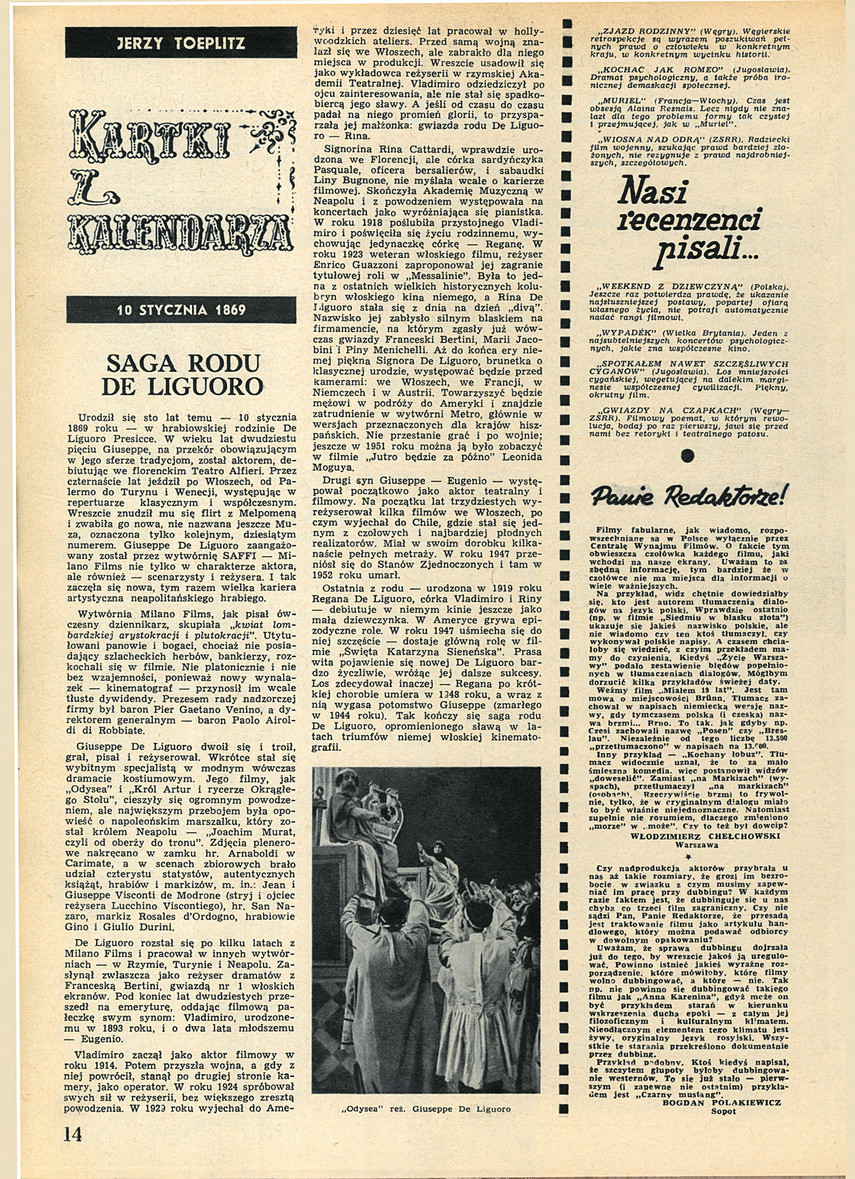 JERZY TOEPLITZ
KARTKI
Z
KALENDARZA
10 STYCZNIA 1869
SAGA RODU
DE LIGUORO
Urodził się sto lat temu — 10 stycznia
1869 roku — w hrabiowskiej rodzinie De
Liguoro Presicce. W wieku lat dwudziestu
pięciu Giuseppe, na przekór obowiązującym
w jego sferze tradycjom, został aktorem, de-
biutując we florenckim Teatro Alfieri. Przez
czternaście lat jeździł po Włoszech, od Pa-
lermo do Turynu i Wenecji, występując w
repertuarze klasycznym i współczesnym.
Wreszcie znudził mu się flirt z Melpomeną
i zwabiła go nowa, nie nazwana jeszcze Mu-
za, oznaczona tylko kolejnym, dziesiątym
numerem. Giuseppe De Liguoro zaangażo-
wany został przez wytwórnię SAFFI — Mi-
lano Films nie tylko w charakterze aktora,
ale również — scenarzysty i reżysera. I tak
zaczęła się nowa, tym razem wielka kariera
artystyczna neapolitańskiego hrabiego.
Wytwórnia Milano Films, jak pisał ów-
czesny dziennikarz, skupiała „kwiat lom-
bardzkiej arystokracji i plutokracji”. Utytu-
łowani panowie i bogaci, chociaż nie posia-
dający szlacheckich herbów, bankierzy, roz-
kochali się w filmie. Nie platonicznie i nie
bez wzajemności, ponieważ nowy wynala-
zek — kinematograf — przynosił im wcale
tłuste dywidendy. Prezesem rady nadzorczej
firmy był baron Pier Gaetano Venino, a dy-
rektorem generalnym — baron Paolo Airol-
di di Robbiate.
Giuseppe De Liguoro dwoił się i troił,
grał, pisał i reżyserował. Wkrótce stał się
wybitnym specjalistą w modnym wówczas
dramacie kostiumowym. Jego filmy, jak
„Odysea” i „Król Artur i rycerze Okrągłe-
go Stołu”, cieszyły się ogromnym powodze-
niem, ale największym przebojem była opo-
wieść o napoleońskim marszałku, który zo-
stał królem Neapolu — „Joachim Murat,
czyli od oberży do tronu”. Zdjęcia plenero-
we nakręcano w zamku hr. Arnaboldi w
Carimate, a w scenach zbiorowych brało
udział czterystu statystów, autentycznych
książąt, hrabiów i markizów, m. in.: Jean i
Giuseppe Visconti de Modrone (stryj i ojciec
reżysera Lucchino Viscontiego), hr. San Na-
zaro, markiz Rosales d'Ordogno, hrabiowie
Gino i Giulio Durini.
De Liguoro rozstał się po kilku latach z
Milano Films i pracował w innych wytwór-
niach — w Rzymie, Turynie i Neapolu. Za-
słynął zwłaszcza jako reżyser dramatów z
Franceską Bertini, gwiazdą nr 1 włoskich
ekranów. Pod koniec lat dwudziestych prze-
szedł na emeryturę, oddając filmową pa-
łeczkę swym synom: Vladimiro, urodzone-
mu w 1893 roku, i o dwa lata młodszemu
— Eugenio.
Vladimiro zaczął jako aktor filmowy w
roku 1914. Potem przyszła wojna, a gdy z
niej powrócił, stanął po drugiej stronie ka-
mery, jako operator. W roku 1924 spróbował
swych sił w reżyserii, bez większego zresztą
powodzenia. W 1929 roku wyjechał do Ame-
14
ryki i przez dziesięć lat pracował w holly-
woodzkich ateliers. Przed samą wojną zna-
lazł się we Włoszech, ale zabrakło dla niego
miejsca w produkcji. Wreszcie usadowił się
jako wykładowca reżyserii w rzymskiej Aka-
demii Teatralnej. Vladimiro odziedziczył po
ojcu zainteresowania, ale nie stał się spadko-
biercą jego sławy. A jeśli od czasu do czasu
padał na niego promień glorii, to przyspa-
rzała jej małżonka: gwiazda rodu De Liguo-
ro — Rina.
Signorina Rina Cattardi, wprawdzie uro-
dzona we Florencji, ale córka sardyńczyka
Pasquale, oficera bersalierów, i sabaudki
Liny Bugnone, nie myślała wcale o karierze
filmowej. Skończyła Akademię Muzyczną w
Neapolu i z powodzeniem występowała na
koncertach jako wyróżniająca się pianistka.
W roku 1918 poślubiła przystojnego Vladi-
miro i poświęciła się życiu rodzinnemu, wy-
chowując jedynaczkę córkę — Reganę. W
roku 1923 weteran włoskiego filmu, reżyser
Enrico Guazzoni zaproponował jej zagranie
tytułowej roli w „Messalinie”. Była to jed-
na z ostatnich wielkich historycznych kolu-
bryn włoskiego kina niemego, a Rina De
Liguoro stała się z dnia na dzień „divą”.
Nazwisko jej zabłysło silnym blaskiem na
firmamencie, na którym zgasły już wów-
czas gwiazdy Franceski Bertini, Marii Jaco-
bini i Piny Menichelli. Aż do końca ery nie-
mej piękna Signora De Liguoro, brunetka o
klasycznej urodzie, występować będzie przed
kamerami: we Włoszech, we Francji, w
Niemczech i w Austrii. Towarzyszyć będzie
mężowi w podróży do Ameryki i znajdzie
zatrudnienie w wytwórni Metro, głównie w
wersjach przeznaczonych dla krajów hisz-
pańskich. Nie przestanie grać i po wojnie;
jeszcze w 1951 roku można ją było zobaczyć
w filmie „Jutro będzie za późno” Leonida
Moguya.
Drugi syn Giuseppe — Eugenio — wystę-
pował początkowo jako aktor teatralny i
filmowy. Na początku lat trzydziestych wy-
reżyserował kilka filmów we Włoszech, po
czym wyjechał do Chile, gdzie stał się jed-
nym z czołowych i najbardziej płodnych
realizatorów. Miał w swoim dorobku kilka-
naście pełnych metraży. W roku 1947 prze-
niósł się do Stanów Zjednoczonych i tam w
1952 roku umarł.
Ostatnia z rodu — urodzona w 1919 roku
Regana De Liguoro, córka Vladimiro i Riny
— debiutuje w niemym kinie jeszcze jako
mała dziewczynka. W Ameryce grywa epi-
zodyczne role. W roku 1947 uśmiecha się do
niej szczęście — dostaje główną rolę w fil-
mie „Święta Katarzyna Sieneńska”. Prasa
wita pojawienie się nowej De Liguoro bar-
dzo życzliwie, wróżąc jej dalsze sukcesy.
Los zdecydował inaczej — Regana po krót-
kiej chorobie umiera w 1948 roku, a wraz z
nią wygasa potomstwo Giuseppe (zmarłego
w 1944 roku). Tak kończy się saga rodu
De Liguoro, opromienionego sławą w la-
tach triumfów niemej włoskiej kinemato-
grafii.
„Odysea” reż. Giuseppe De Liguoro
„ZJAZD RODZINNY” (Węgry). Węgierskie
retrospekcje są wyrazem poszukiwań peł-
nych prawd o człowieku w konkretnym
kraju, w konkretnym wycinku historii.
„KOCHAĆ JAK ROMEO” (Jugosławia).
Dramat psychologiczny, a także próba iro-
nicznej demaskacji społecznej.
„MURIEL” (Francja—Włochy). Czas jest
obsesją Alaina Resnais. Lecz nigdy nie zna-
lazł dla tego problemu formy tak czystej
i przejmującej, jak w „Muriel”.
„WIOSNA NAD ODRĄ” (ZSRR). Radziecki
film wojenny, szukając prawd bardziej zło-
żonych, nie rezygnuje z prawd najdrobniej-
szych, szczegółowych.
Nasi
recenzenci
pisali...
„WEEKEND Z DZIEWCZYNĄ” (Polska).
Jeszcze raz potwierdza prawdę, że ukazanie
najsłuszniejszej postawy, popartej ofiarą
własnego życia, nie potrafi automatycznie
nadać rangi filmowi.
„WYPADEK” (Wielka Brytania). Jeden z
najsubtelniejszych koncertów psychologicz-
nych, jakie zna współczesne kino.
„SPOTKAŁEM NAWET SZCZĘŚLIWYCH
CYGANÓW” (Jugosławia). Los mniejszości
cygańskiej, wegetującej na dalekim margi-
nesie współczesnej cywilizacji. Piękny,
okrutny film.
„GWIAZDY NA CZAPKACH” (Węgry—
ZSRR). Filmowy poemat, w którym rewo-
lucja, bodaj po raz pierwszy, jawi się przed
nami bez retoryki i teatralnego patosu.
Panie Redaktorze!
Filmy fabularne, jak wiadomo, rozpo-
wszechniane są w Polsce wyłącznie przez
Centralę Wynajmu Filmów. O fakcie tym
obwieszcza czołówka każdego filmu, jaki
wchodzi na nasze ekrany. Uważam to za
zbędną informację, tym bardziej że w
czołówce nie ma miejsca dla informacji o
wiele ważniejszych.
Na przykład, widz chętnie dowiedziałby
się, kto jest autorem tłumaczenia dialo-
gów na język polski. Wprawdzie ostatnio
(np. w filmie „Siedmiu w blasku złota”)
ukazuje się jakieś nazwisko polskie, ale
nie wiadomo czy ten ktoś tłumaczył, czy
wykonywał polskie napisy. A czasem chcia-
łoby się wiedzieć, z czyim przekładem ma-
my do czynienia. Kiedyś „Życie Warsza-
wy” podało zestawienie błędów popełnio-
nych w tłumaczeniach dialogów. Mógłbym
dorzucić kilka przykładów świeżej daty.
Weźmy film „Miałem 19 lat”. Jest tam
mowa o miejscowości Brünn. Tłumacz za-
chował w napisach niemiecką wersję naz-
wy, gdy tymczasem polska (i czeska) naz-
wa brzmi... Brno. To tak, jak gdyby np.
Czesi zachowali nazwę „Posen” czy „Bres-
lau”. Niezależnie od tego liczbę 13.500
„przetłumaczono” w napisach na 13.000.
Inny przykład — „Kochany łobuz”. Tłu-
macz widocznie uznał, że to za mało
śmieszna komedia, więc postanowił widzów
„doweselić”. Zamiast „na Markizach” (wy-
spach), przetłumaczył „na markizach”
(osobach). Rzeczywiście brzmi to frywol-
nie, tylko, że w oryginalnym dialogu miało
to być właśnie niejednoznaczne. Natomiast
zupełnie nie rozumiem, dlaczego zmieniono
„morze” w „może”. Czy to też był dowcip?
WŁODZIMIERZ CHEŁCHOWSKI
Warszawa
★
Czy nadprodukcja aktorów przybrała u
nas aż takie rozmiary, że grozi im bezro-
bocie, w związku z czym musimy zapew-
niać im pracę przy dubbingu? W każdym
razie faktem jest, że dubbinguje się u nas
chyba co trzeci film zagraniczny. Czy nie
sądzi Pan, Panie Redaktorze, że przesadą
jest traktowanie filmu jako artykułu han-
dlowego, który można podawać odbiorcy
w dowolnym opakowaniu?
Uważam, że sprawa dubbingu dojrzała
już do tego, by wreszcie jakoś ją uregulo-
wać. Powinno istnieć jakieś wyraźne roz-
porządzenie, które mówiłoby, które filmy
wolno dubbingować, a które — nie. Tak
np. nie powinno się dubbingować takiego
filmu jak „Anna Karenina”, gdyż może on
być przykładem starań w kierunku
wskrzeszenia ducha epoki — z całym jej
filozoficznym i kulturalnym klimatem.
Nieodłącznym elementem tego klimatu jest
żywy, oryginalny język rosyjski. Wszy-
stkie te starania przekreślono dokumentnie
przez dubbing.
Przykład podobny. Ktoś kiedyś napisał,
że szczytem głupoty byłoby dubbingowa-
nie westernów. To się już stało — pierw-
szym (i zapewne nie ostatnim) przykła-
dem jest „Czarny mustang”.
BOGDAN POLAKIEWICZ
Sopot